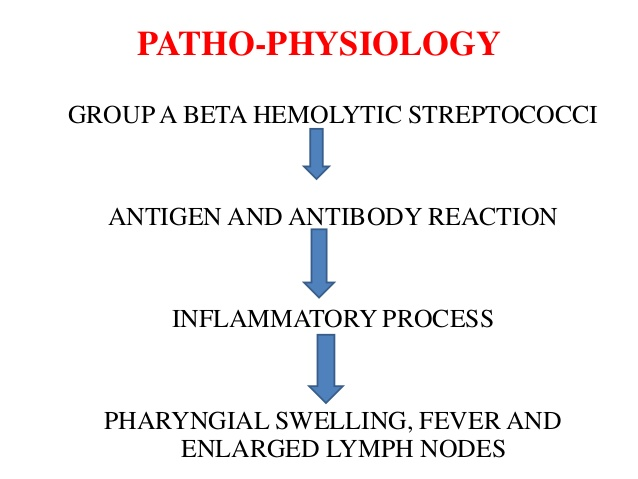 PATHO-PHYSIOLOGY
GROUP A BETA HEMOLYTIC STREPTOCOCCI
ANTIGEN AND ANTIBODY REACTION
INFLAMMATORY PROCESS
PHARYNGIAL SWELLING, FEVER AND
ENLARGED LYMPH NODES